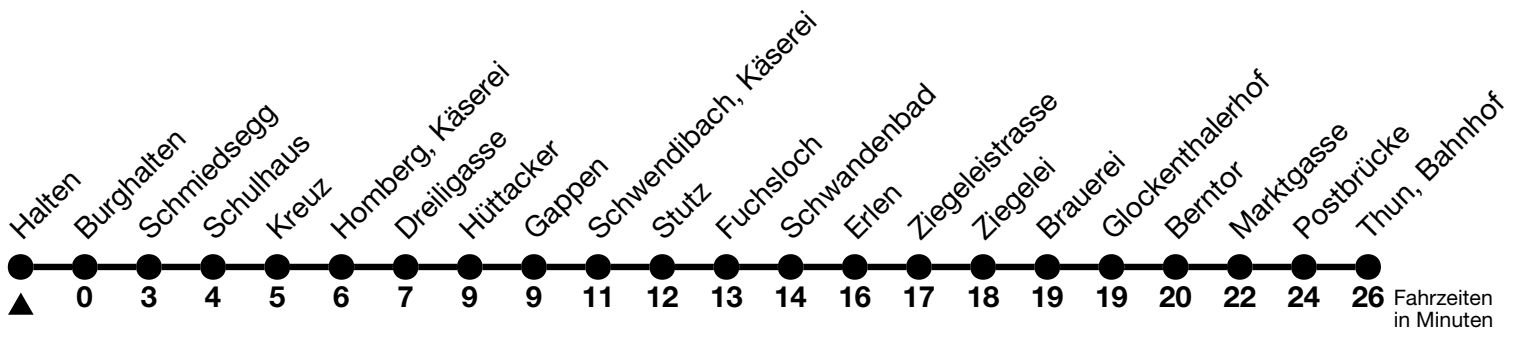 Halten
Burghalten
Schmiedsegg
Schulhaus
Kreuz
Homberg, Käserei
Dreiligasse
Hüttacker
Gappen
Schwendibach, Käserei
Stutz
Fuchsloch
Schwandenbad
Erlen
Ziegeleistrasse
Ziegelei
Brauerei
Glockenthalerhof
Berntor
Marktgasse
Postbrücke
Thun, Bahnhof
0 3 4 5 6 7 9 9 11 12 13 14 16 17 18 19 19 20 22 24 26 Fahrzeiten
in Minuten